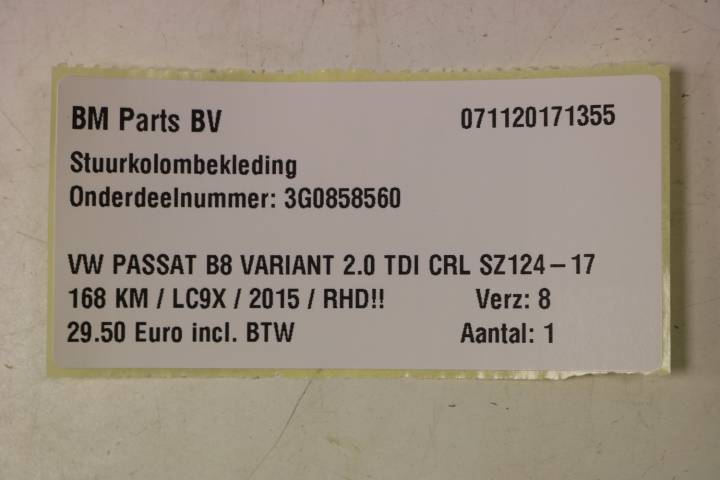 BM Parts BV 071120171355
Stuurkolombekleding
Onderdeelnummer: 3G0858560
VW PASSAT B8 VARIANT 2.0 TDI CRL SZ124-17
168 KM / LC9X / 2015 / RHD!! Verz: 8
29.50 Euro incl. BTW Aantal: 1